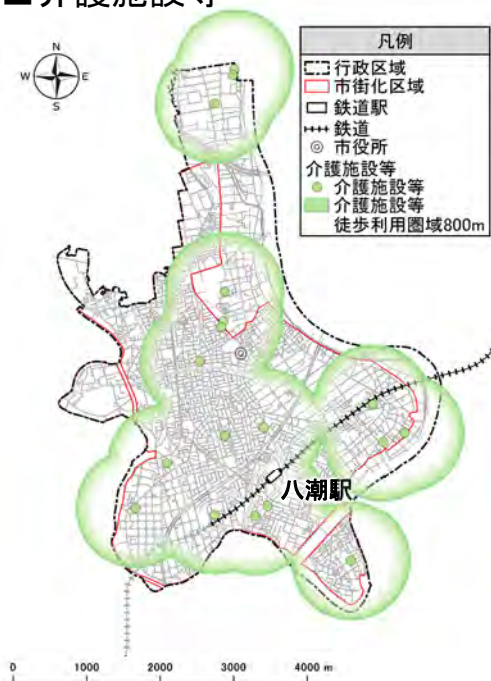 ■介護施設等
N
W
E
S
凡例
行政区域
市街化区域
鉄道駅
鉄道
市役所
介護施設等
介護施設等
介護施設等
徒歩利用圏域800m
八潮駅
0 1000 2000 3000 4000 m